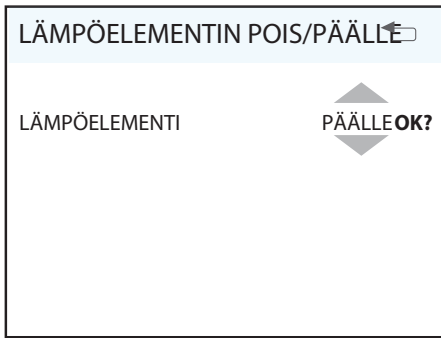 LÄMPÖELEMENTIN POIS/PÄÄLLE
LÄMPÖELEMENTI PÄÄLLE OK?